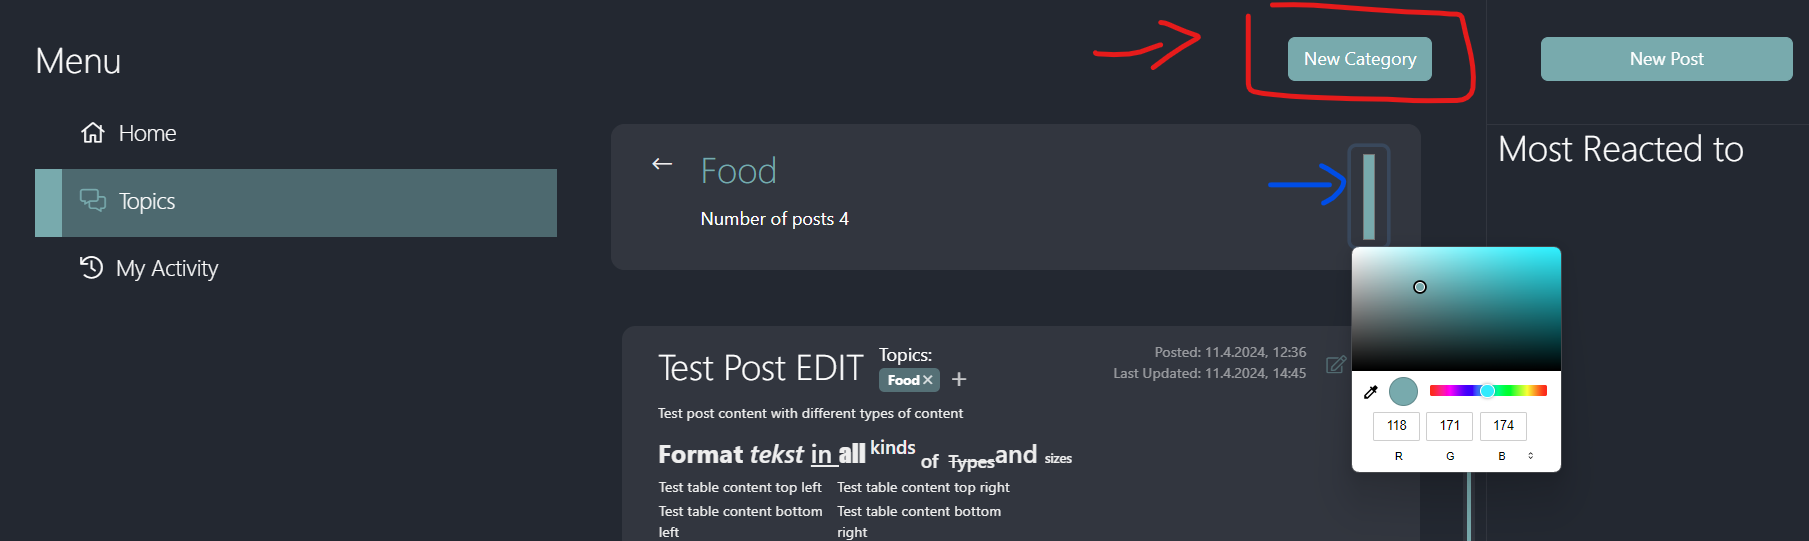 Menu
Home
Topics
My Activity
New Category
New Post
Food
Number of posts 4
Most Reacted to
Test Post EDIT
Topics:
Food
Posted: 11.4.2024, 12:36
Last Updated: 11.4.2024, 14:45
Test post content with different types of content
Format tekst in all kinds of Types and sizes
Test table content top left
Test table content top right
Test table content bottom left
Test table content bottom right
118 171 174
R G B